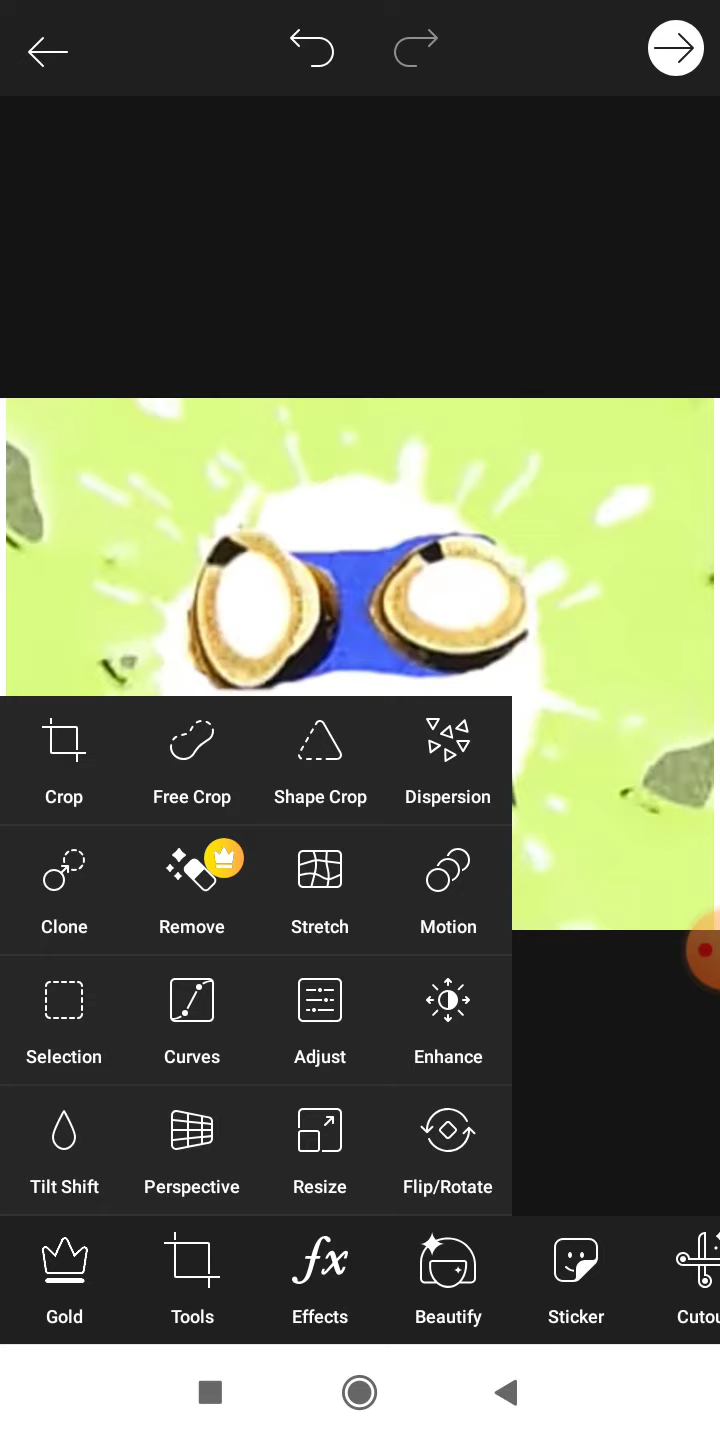 Crop Free Crop Shape Crop Dispersion
Clone Remove Stretch Motion
Selection Curves Adjust Enhance
Tilt Shift Perspective Resize Flip/Rotate
Gold Tools Effects Beautify Sticker Cutou